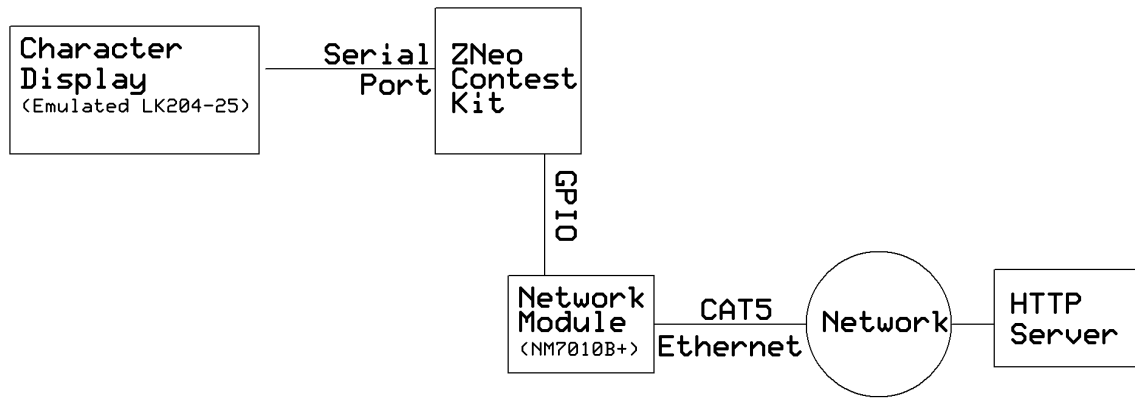 Character
Display
(Emulated LK204-25)
Serial
Port
ZNeo
Contest
Kit
GPIO
Network
Module
(NM7010B+)
CAT5
Ethernet
Network
HTTP
Server